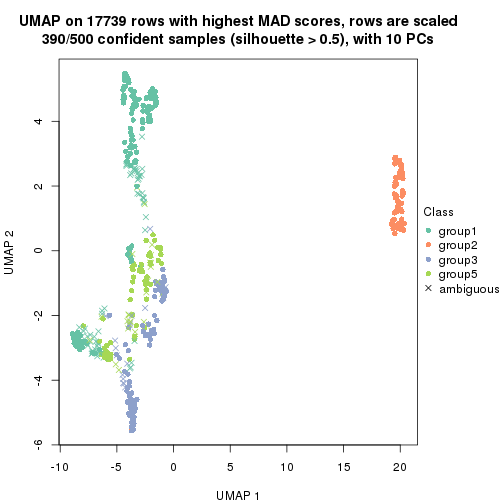 UMAP on 17739 rows with highest MAD scores, rows are scaled
390/500 confident samples (silhouette > 0.5), with 10 PCs
4
2
0
-2
-4
-6
UMAP 2
-10
-5
0
5
10
15
20
UMAP 1
Class
group1
group2
group3
group5
ambiguous